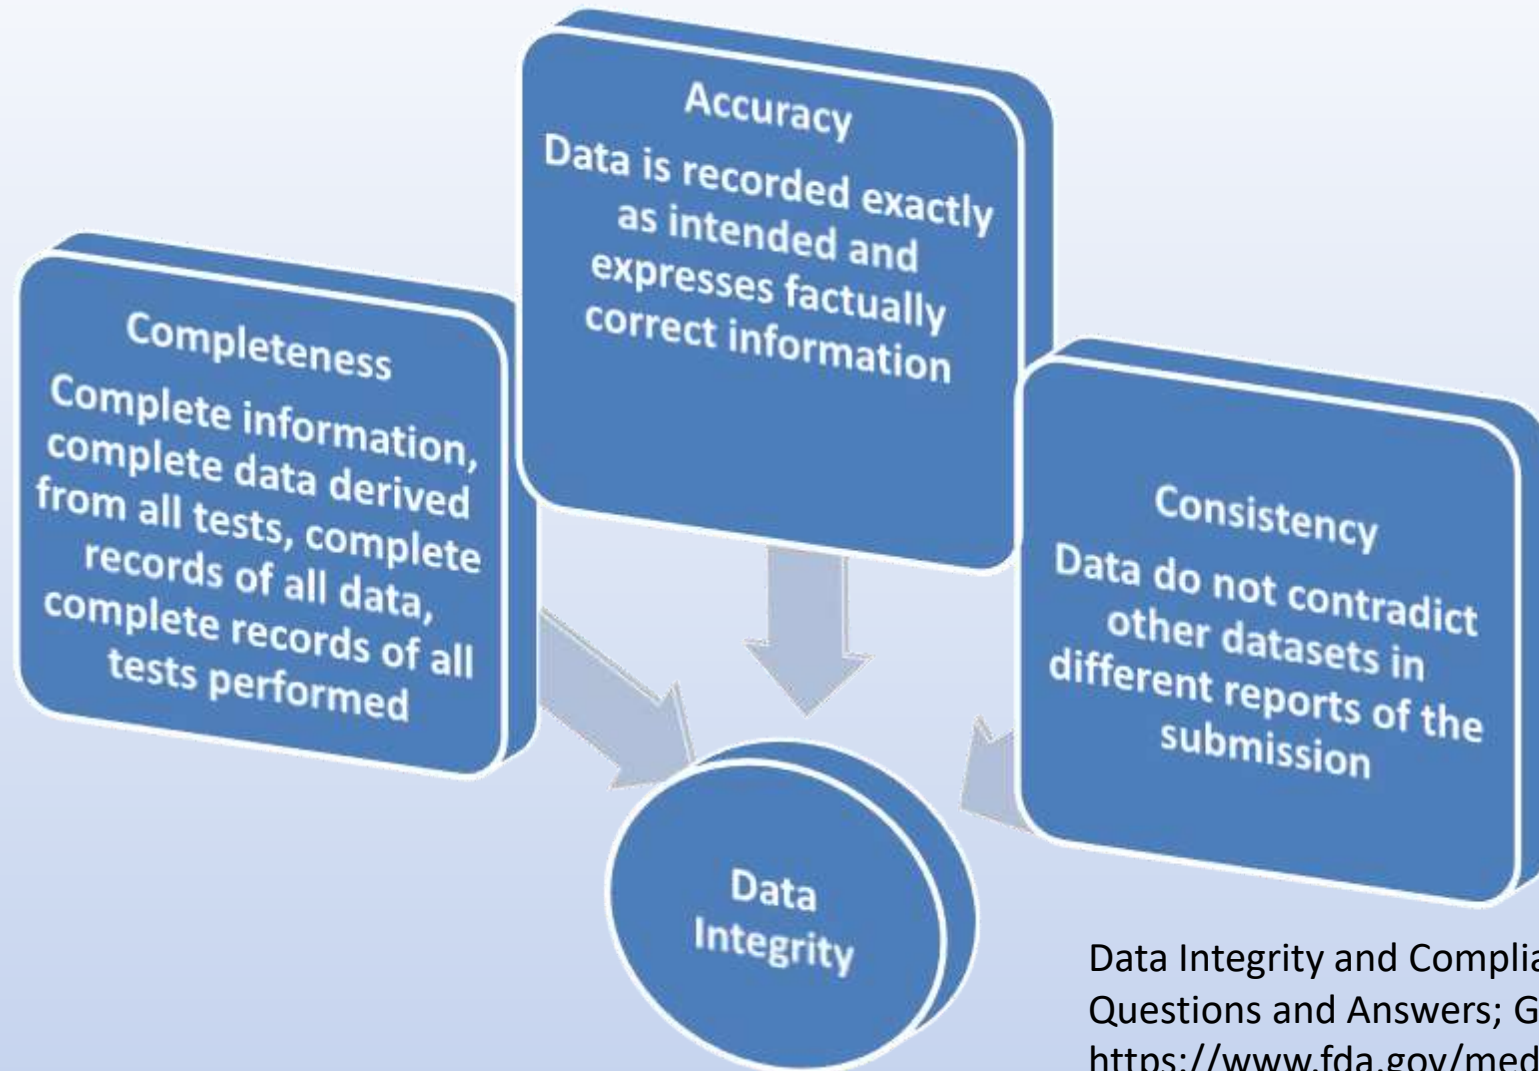 Accuracy
Data is recorded exactly
as intended and
expresses factually
correct information
Completeness
Complete information,
complete data derived
from all tests, complete
records of all data,
complete records of all
tests performed
Consistency
Data do not contradict
other datasets in
different reports of the
submission
Data
Integrity
Data Integrity and Complia
Questions and Answers; G
https://www.fda.gov/med